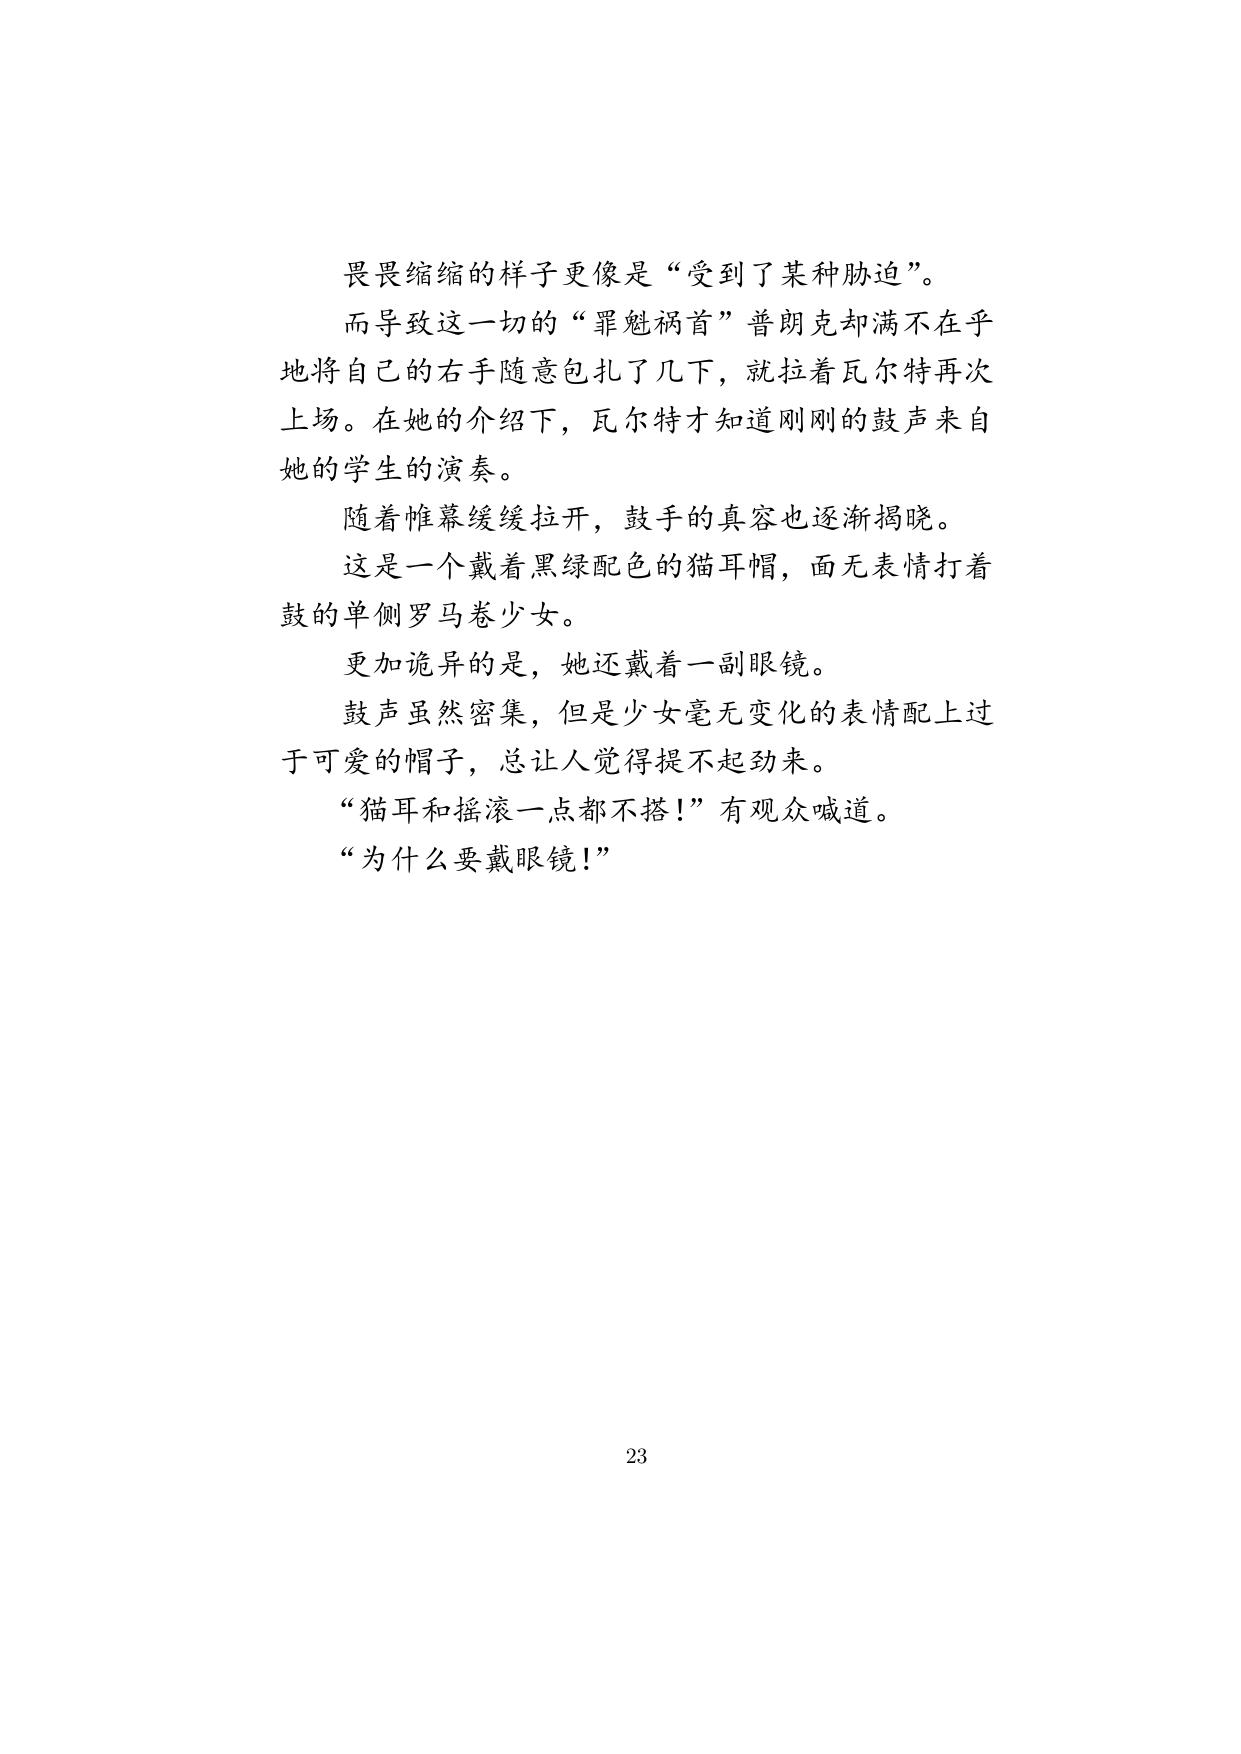 畏畏缩缩的样子更像是“受到了某种胁迫”。
而导致这一切的“罪魁祸首”普朗克却满不在乎
地将自己的右手随意包扎了几下，就拉着瓦尔特再次
上场。在她的介绍下，瓦尔特才知道刚刚的鼓声来自
她的学生的演奏。
随着帷幕缓缓拉开，鼓手的真容也逐渐揭晓。
这是一个戴着黑绿配色的猫耳帽，面无表情打着
鼓的单侧罗马卷少女。
更加诡异的是，她还戴着一副眼镜。
鼓声虽然密集，但是少女毫无变化的表情配上过
于可爱的帽子，总让人觉得提不起劲来。
“猫耳和摇滚一点都不搭！”有观众喊道。
“为什么要戴眼镜！”
23